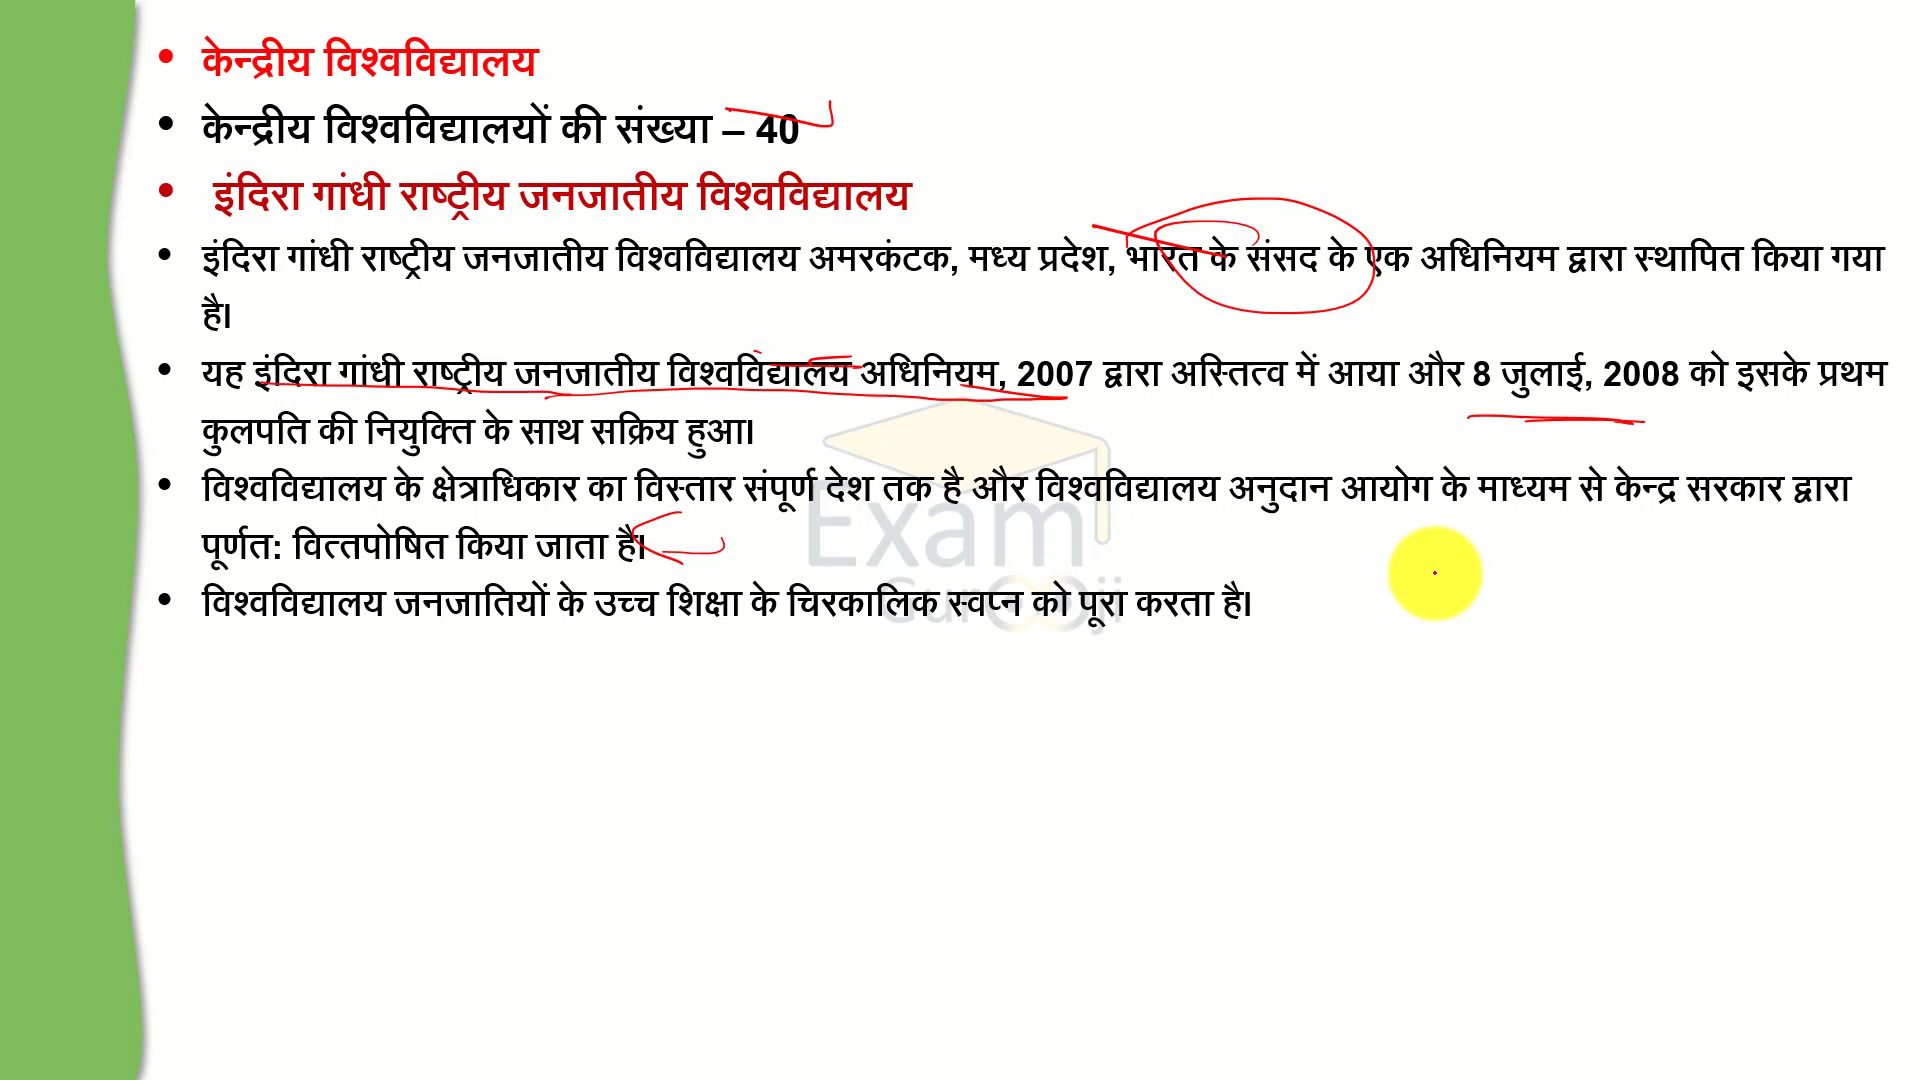 • केन्द्रीय विश्वविद्यालय
• केन्द्रीय विश्वविद्यालयों की संख्या – 40
• इंदिरा गांधी राष्ट्रीय जनजातीय विश्वविद्यालय
• इंदिरा गांधी राष्ट्रीय जनजातीय विश्वविद्यालय अमरकंटक, मध्य प्रदेश, भारत के संसद के एक अधिनियम द्वारा स्थापित किया गया
है।
• यह इंदिरा गांधी राष्ट्रीय जनजातीय विश्वविद्यालय अधिनियम, 2007 द्वारा अस्तित्व में आया और 8 जुलाई, 2008 को इसके प्रथम
कुलपति की नियुक्ति के साथ सक्रिय हुआ।
• विश्वविद्यालय के क्षेत्राधिकार का विस्तार संपूर्ण देश तक है और विश्वविद्यालय अनुदान आयोग के माध्यम से केन्द्र सरकार द्वारा
पूर्णत: वित्तपोषित किया जाता है।
• विश्वविद्यालय जनजातियों के उच्च शिक्षा के चिरकालिक स्वप्न को पूरा करता है।
Exam
Gurooji